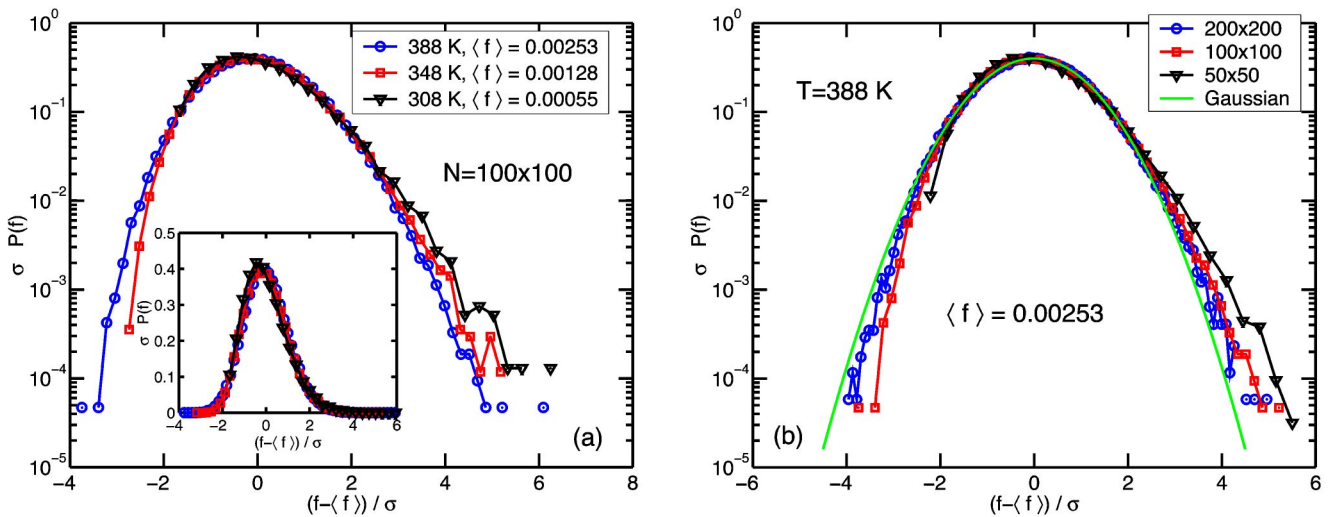 10^0
10^-1
10^-2
10^-3
10^-4
10^-5
σ P(f)
388 K, ⟨ f ⟩ = 0.00253
348 K, ⟨ f ⟩ = 0.00128
308 K, ⟨ f ⟩ = 0.00055
N=100x100
0.5
0.4
0.3
0.2
0.1
0
σ P(f)
−4 −2 0 2 4 6
(f−⟨ f ⟩) / σ
(a)
−6 −4 −2 0 2 4 6 8
(f−⟨ f ⟩) / σ
10^0
10^-1
10^-2
10^-3
10^-4
10^-5
σ P(f)
200x200
100x100
50x50
Gaussian
T=388 K
⟨ f ⟩ = 0.00253
(b)
−6 −4 −2 0 2 4 6
(f−⟨ f ⟩) / σ